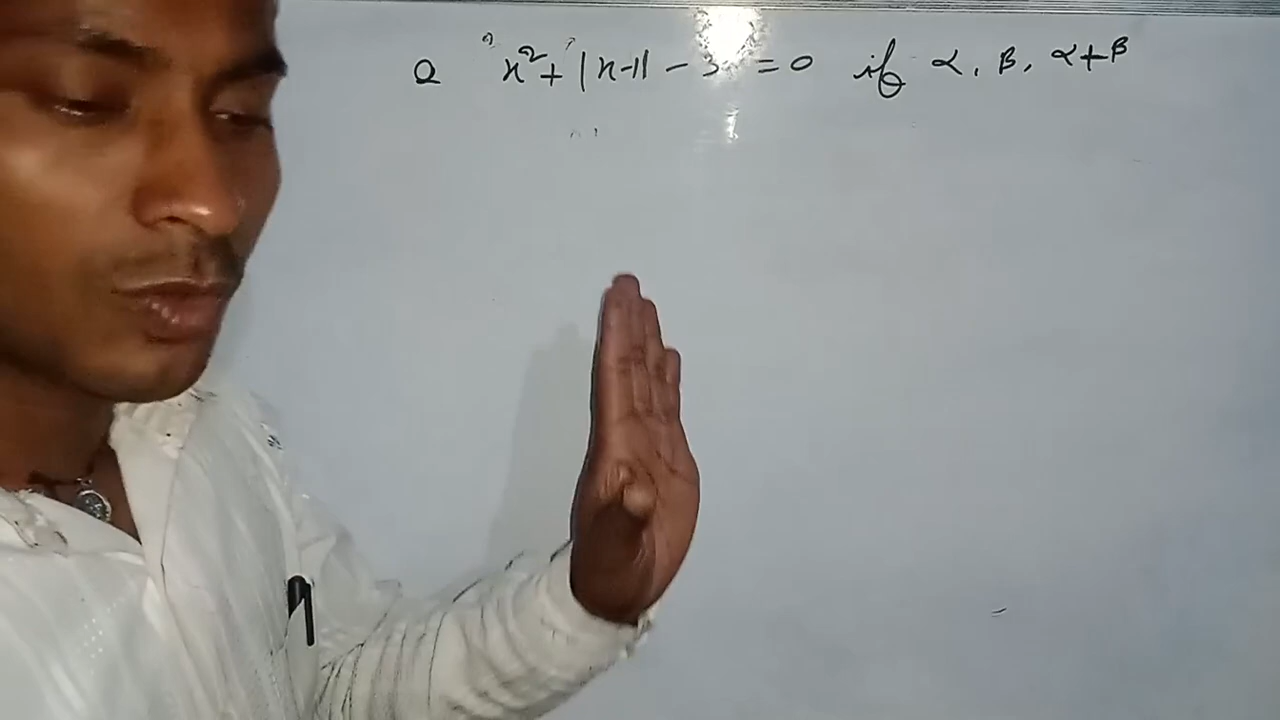 Q x² + |x-1| - 3 = 0 if α, β, α+β